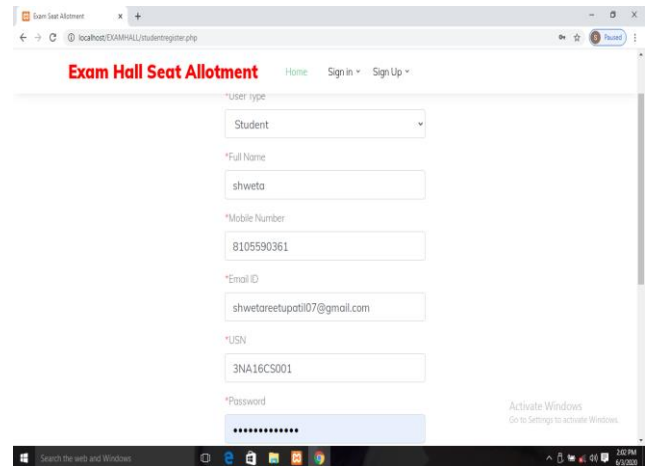 Exam Seat Allotment
localhost/EXAMHALL/studentregister.php
S Paused
Exam Hall Seat Allotment Home Sign in Sign Up
*User Type
Student
*Full Name
shweta
*Mobile Number
8105590361
*Email ID
shwetareetupatil07@gmail.com
*USN
3NA16CS001
*Password
•••••••••••••
Activate Windows
Go to Settings to activate Windows.
Search the web and Windows
2:02 PM
6/3/2020